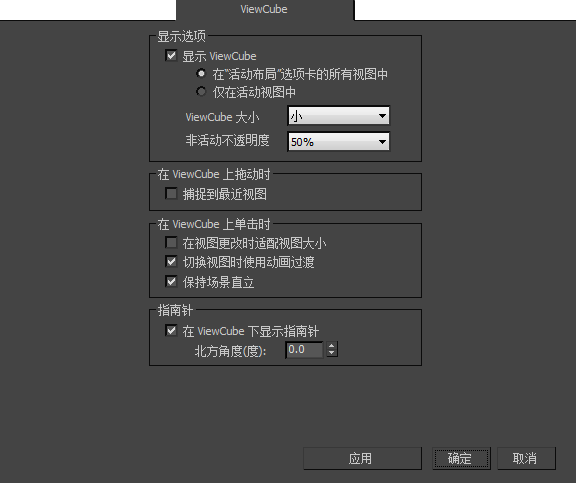 ViewCube
显示选项
显示 ViewCube
在"活动布局"选项卡的所有视图中
仅在活动视图中
ViewCube 大小
小
非活动不透明度
50%
在 ViewCube 上拖动时
捕捉到最近视图
在 ViewCube 上单击时
在视图更改时适配视图大小
切换视图时使用动画过渡
保持场景直立
指南针
在 ViewCube 下显示指南针
北方角度(度):
0.0
应用
确定
取消